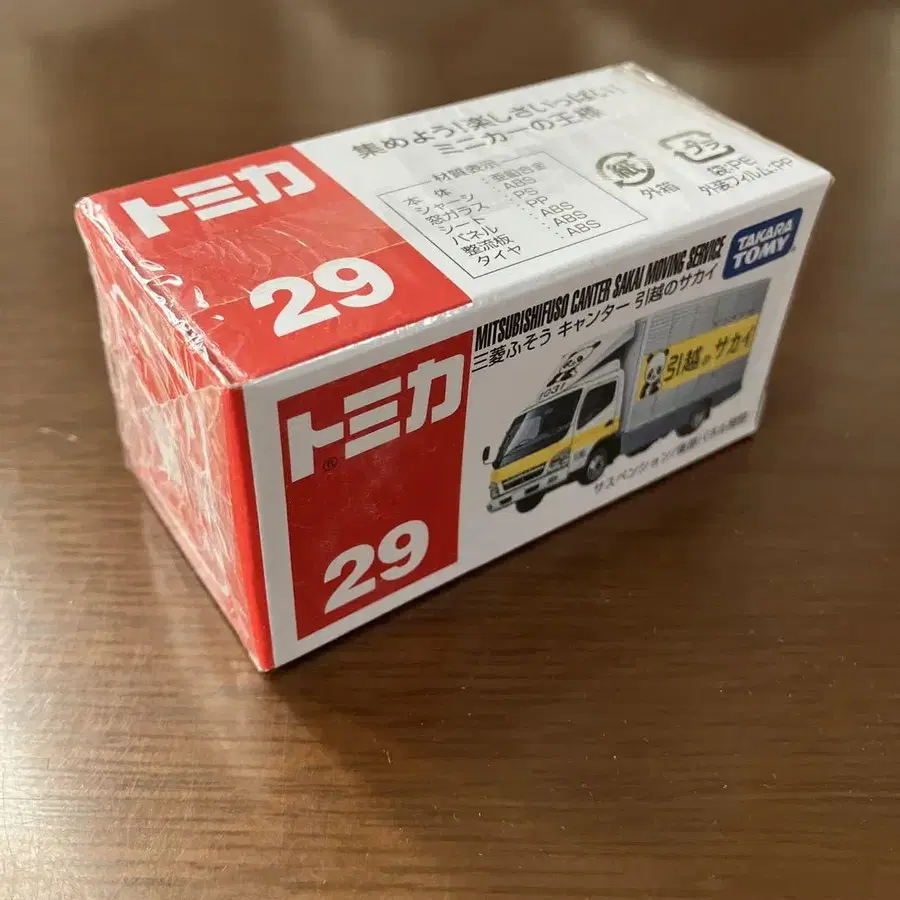 トミカ
29
集めよう！楽しさいっぱい！
ミニカーの王様
材質表示
本体：亜鉛合金
シャーシ：ABS
窓ガラス：PS
シート：PP
パネル：ABS
整流板：ABS
タイヤ：ABS
紙
外箱
プラ
袋：PE
外装フィルム：PP
トミカ®
29
MITSUBISHI FUSO CANTER SAKAI MOVING SERVICE
三菱ふそう キャンター 引越のサカイ
TAKARA
TOMY
1031
引越のサカイ